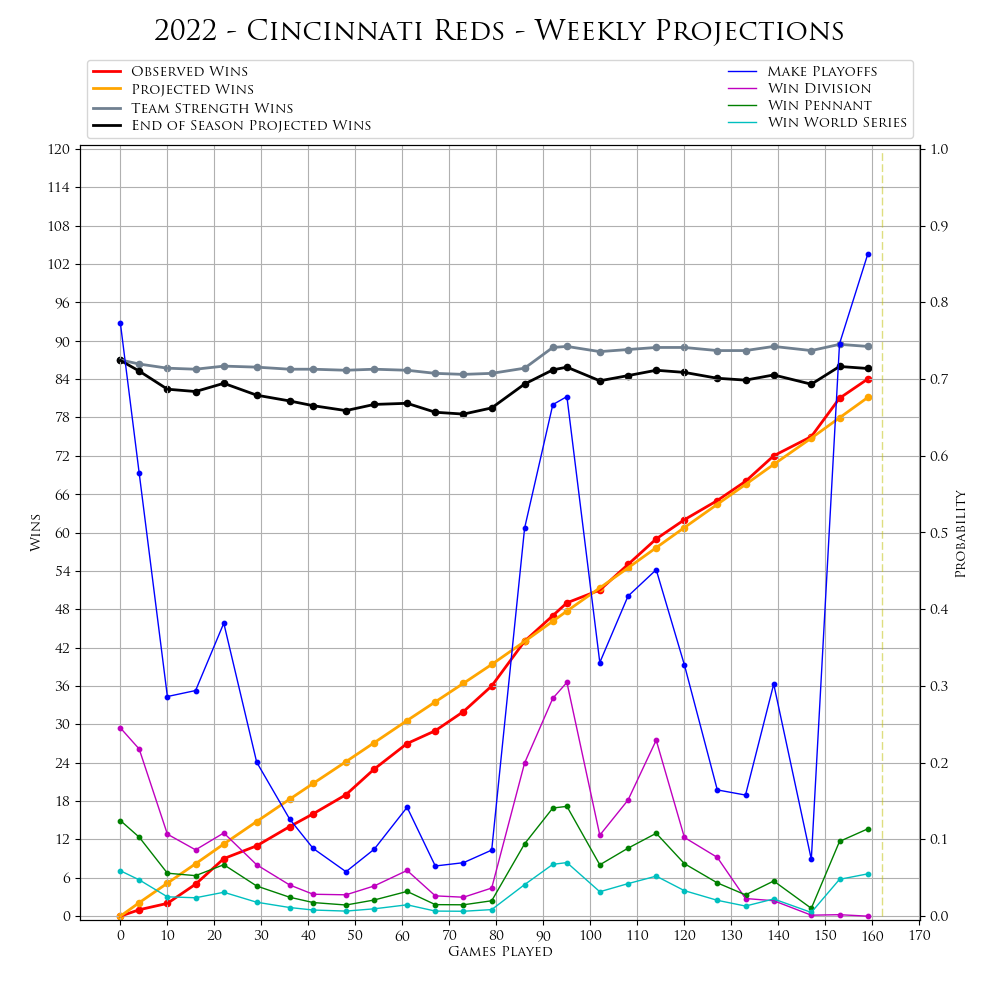 2022 - Cincinnati Reds - Weekly Projections
Observed Wins
Projected Wins
Team Strength Wins
End of Season Projected Wins
Make Playoffs
Win Division
Win Pennant
Win World Series
120
114
108
102
96
90
84
78
72
66
60
54
48
42
36
30
24
18
12
6
0
Wins
1.0
0.9
0.8
0.7
0.6
0.5
0.4
0.3
0.2
0.1
0.0
Probability
0 10 20 30 40 50 60 70 80 90 100 110 120 130 140 150 160 170
Games Played